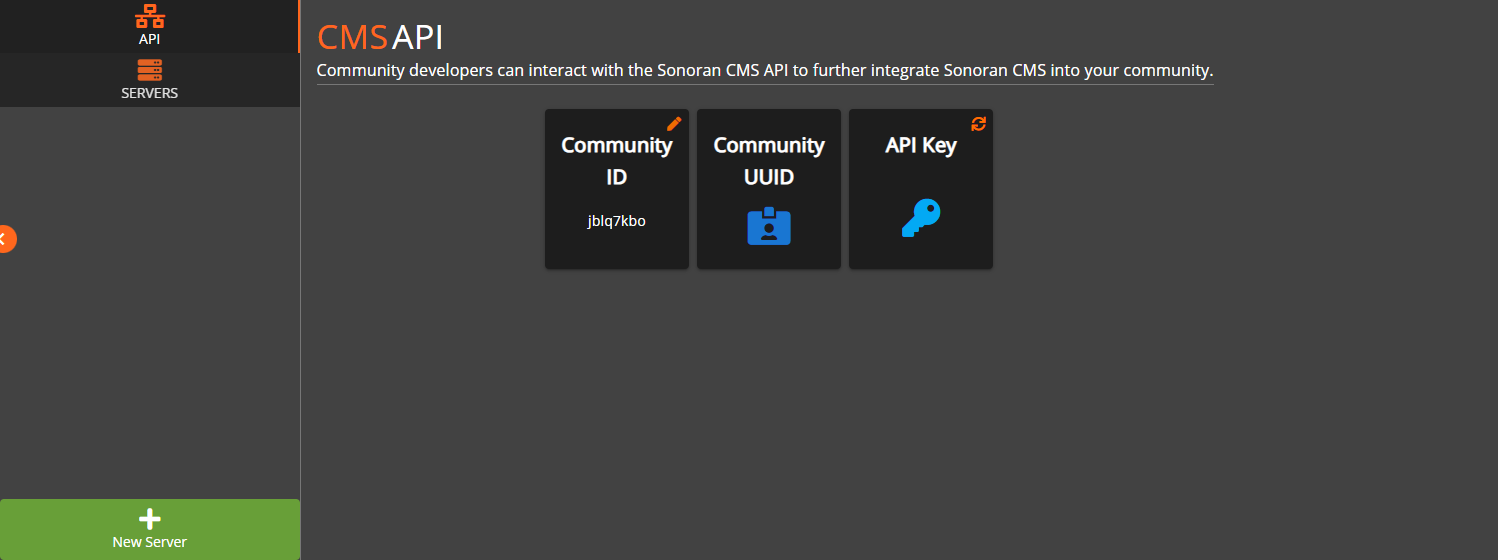 API
SERVERS
New Server
CMS API
Community developers can interact with the Sonoran CMS API to further integrate Sonoran CMS into your community.
Community
ID
jblq7kbo
Community
UUID
API Key